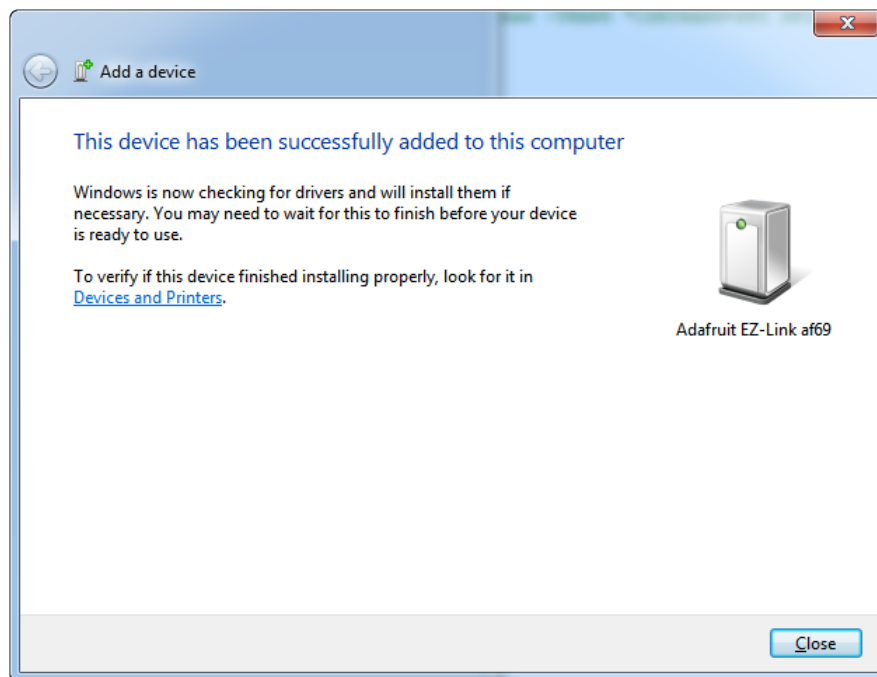 Add a device
This device has been successfully added to this computer
Windows is now checking for drivers and will install them if
necessary. You may need to wait for this to finish before your device
is ready to use.
To verify if this device finished installing properly, look for it in
Devices and Printers.
Adafruit EZ-Link af69
Close